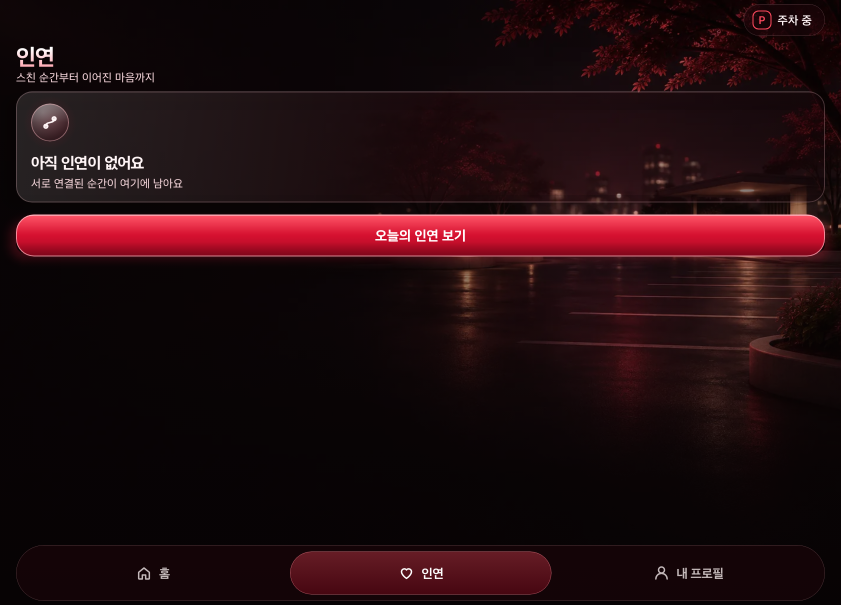 P 주차 중
인연
스친 순간부터 이어진 마음까지
아직 인연이 없어요
서로 연결된 순간이 여기에 남아요
오늘의 인연 보기
홈
인연
내 프로필